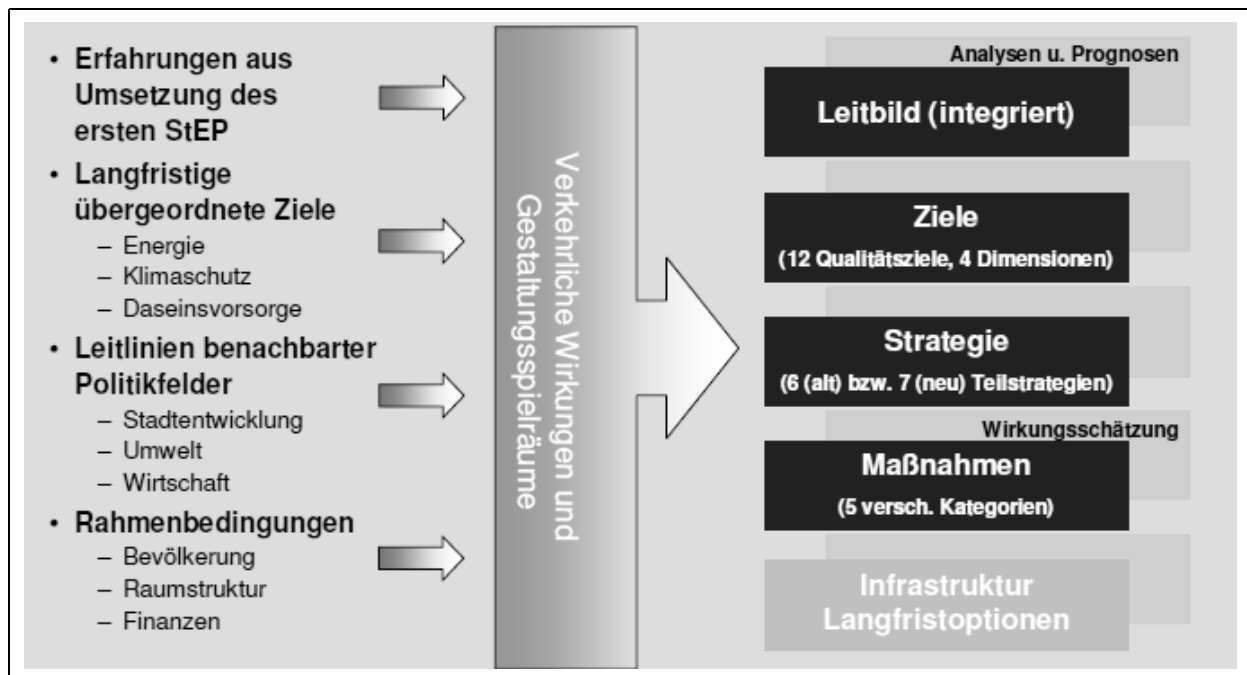 • Erfahrungen aus
Umsetzung des
ersten StEP
• Langfristige
übergeordnete Ziele
– Energie
– Klimaschutz
– Daseinsvorsorge
• Leitlinien benachbarter
Politikfelder
– Stadtentwicklung
– Umwelt
– Wirtschaft
• Rahmenbedingungen
– Bevölkerung
– Raumstruktur
– Finanzen
Verkehrliche Wirkungen und
Gestaltungsspielräume
Analysen u. Prognosen
Leitbild (integriert)
Ziele
(12 Qualitätsziele, 4 Dimensionen)
Strategie
(6 (alt) bzw. 7 (neu) Teilstrategien)
Wirkungsschätzung
Maßnahmen
(5 versch. Kategorien)
Infrastruktur
Langfristoptionen